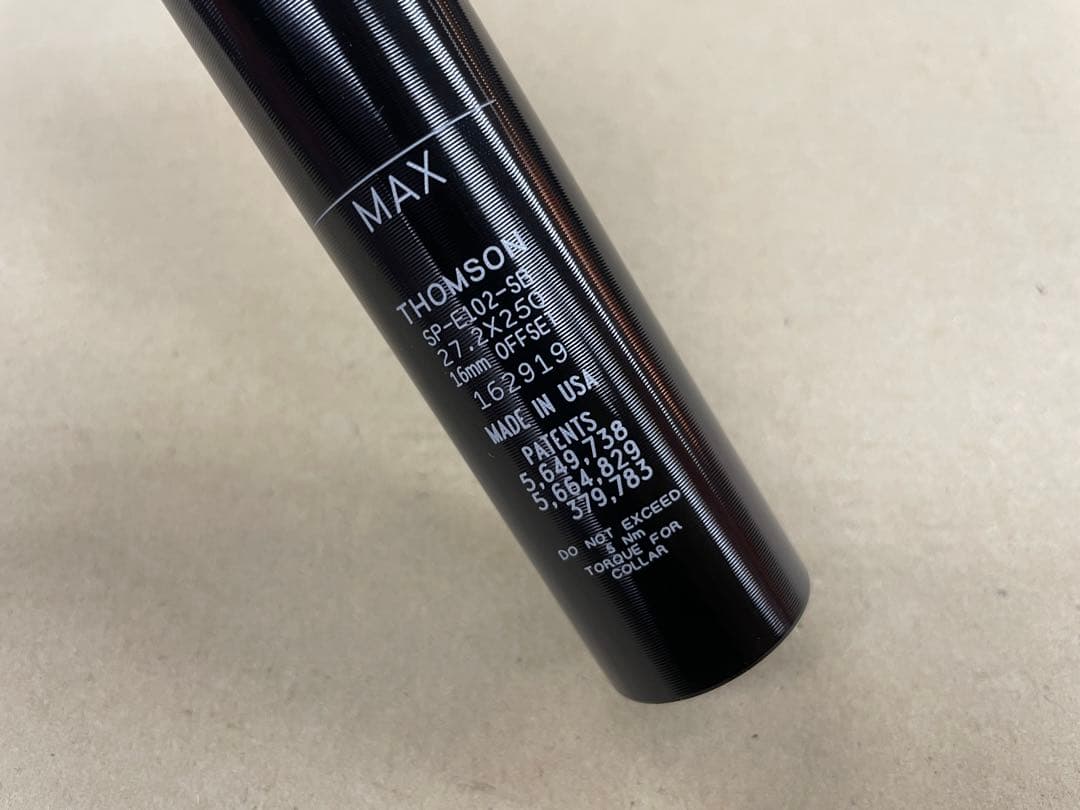 MAX
THOMSON
SP-E102-SB
27.2X250
16mm OFFSET
162919
MADE IN USA
PATENTS
5,649,738
5,664,829
379,783
DO NOT EXCEED
5 Nm
TORQUE FOR
COLLAR